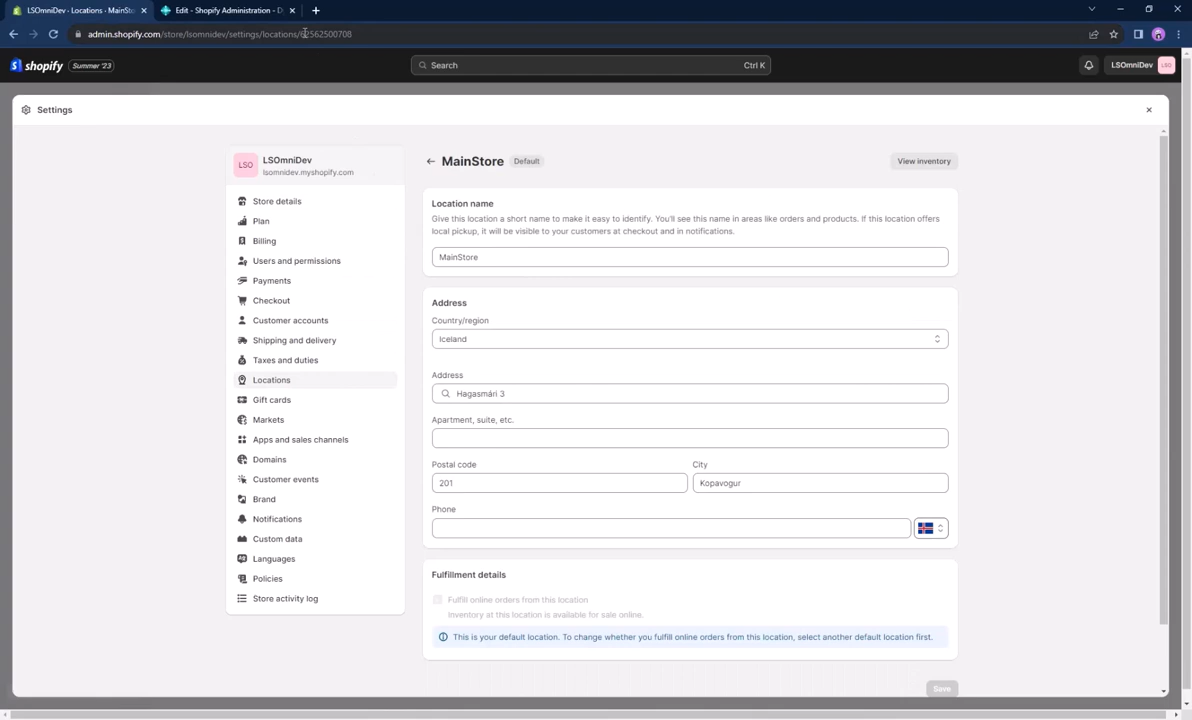 LSOmniDev · Locations · MainSto
Edit - Shopify Administration - D
admin.shopify.com/store/lsomnidev/settings/locations/62562500708
shopify
Summer '23
Search
Ctrl K
LSOmniDev
LSO
Settings
LSO
LSOmniDev
lsomnidev.myshopify.com
Store details
Plan
Billing
Users and permissions
Payments
Checkout
Customer accounts
Shipping and delivery
Taxes and duties
Locations
Gift cards
Markets
Apps and sales channels
Domains
Customer events
Brand
Notifications
Custom data
Languages
Policies
Store activity log
MainStore
Default
View inventory
Location name
Give this location a short name to make it easy to identify. You'll see this name in areas like orders and products. If this location offers
local pickup, it will be visible to your customers at checkout and in notifications.
MainStore
Address
Country/region
Iceland
Address
Hagasmári 3
Apartment, suite, etc.
Postal code
City
201
Kopavogur
Phone
Fulfillment details
Fulfill online orders from this location
Inventory at this location is available for sale online.
This is your default location. To change whether you fulfill online orders from this location, select another default location first.
Save